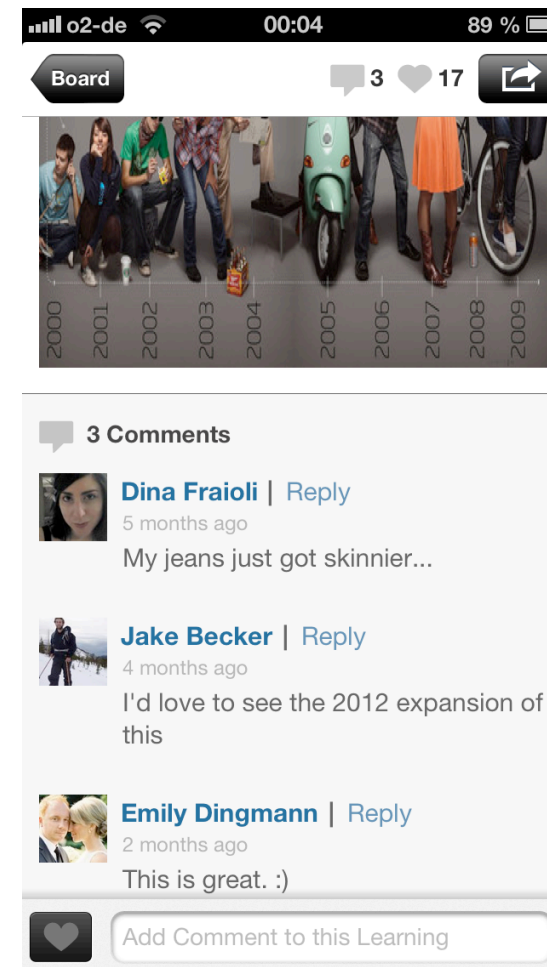 o2-de 00:04 89 %
Board 3 17
2000 2001 2002 2003 2004 2005 2006 2007 2008 2009
3 Comments
Dina Fraioli | Reply
5 months ago
My jeans just got skinnier...
Jake Becker | Reply
4 months ago
I'd love to see the 2012 expansion of
this
Emily Dingmann | Reply
2 months ago
This is great. :)
Add Comment to this Learning